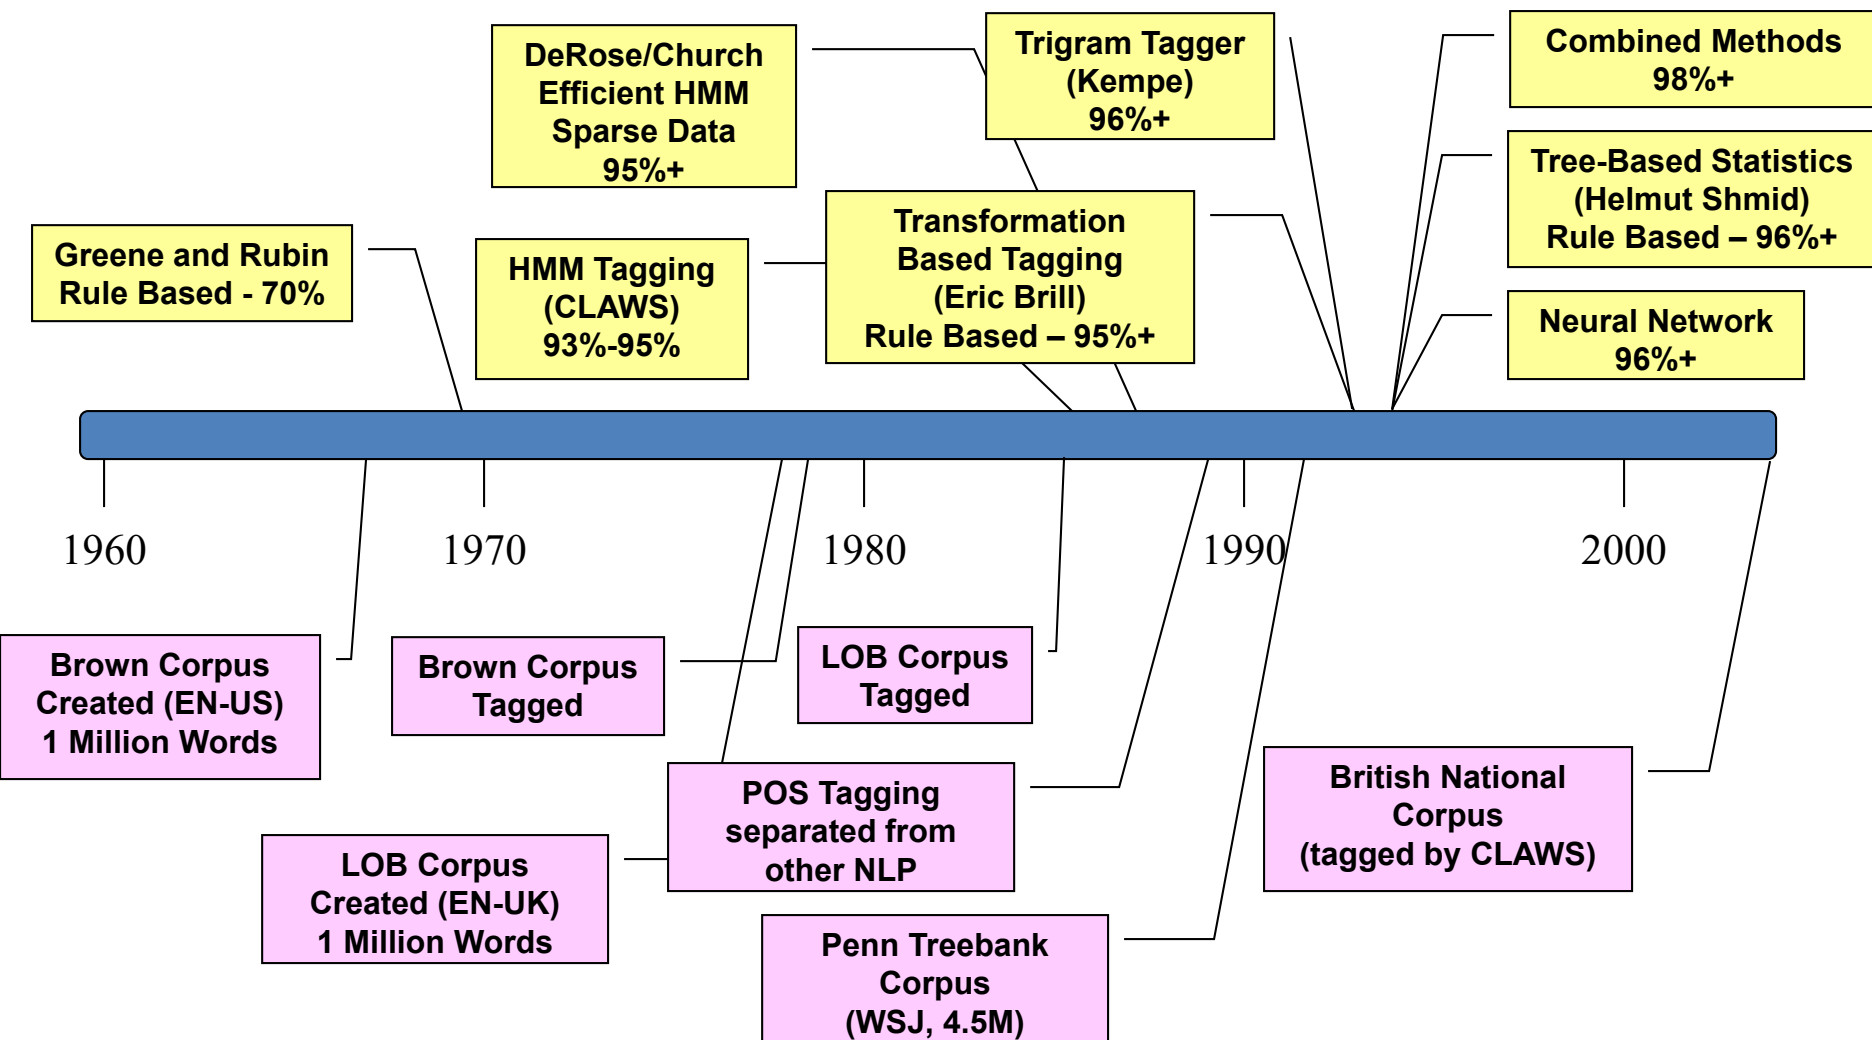 DeRose/Church
Efficient HMM
Sparse Data
95%+
Trigram Tagger
(Kempe)
96%+
Combined Methods
98%+
Tree-Based Statistics
(Helmut Shmid)
Rule Based – 96%+
Transformation
Based Tagging
(Eric Brill)
Rule Based – 95%+
Greene and Rubin
Rule Based - 70%
HMM Tagging
(CLAWS)
93%-95%
Neural Network
96%+
1960
1970
1980
1990
2000
Brown Corpus
Created (EN-US)
1 Million Words
Brown Corpus
Tagged
LOB Corpus
Tagged
POS Tagging
separated from
other NLP
British National
Corpus
(tagged by CLAWS)
LOB Corpus
Created (EN-UK)
1 Million Words
Penn Treebank
Corpus
(WSJ, 4.5M)